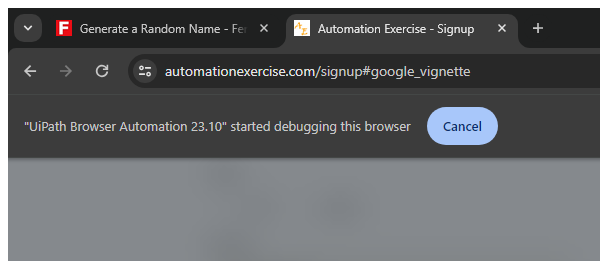 F Generate a Random Name - Fe
AE Automation Exercise - Signup
automationexercise.com/signup#google_vignette
"UiPath Browser Automation 23.10" started debugging this browser
Cancel